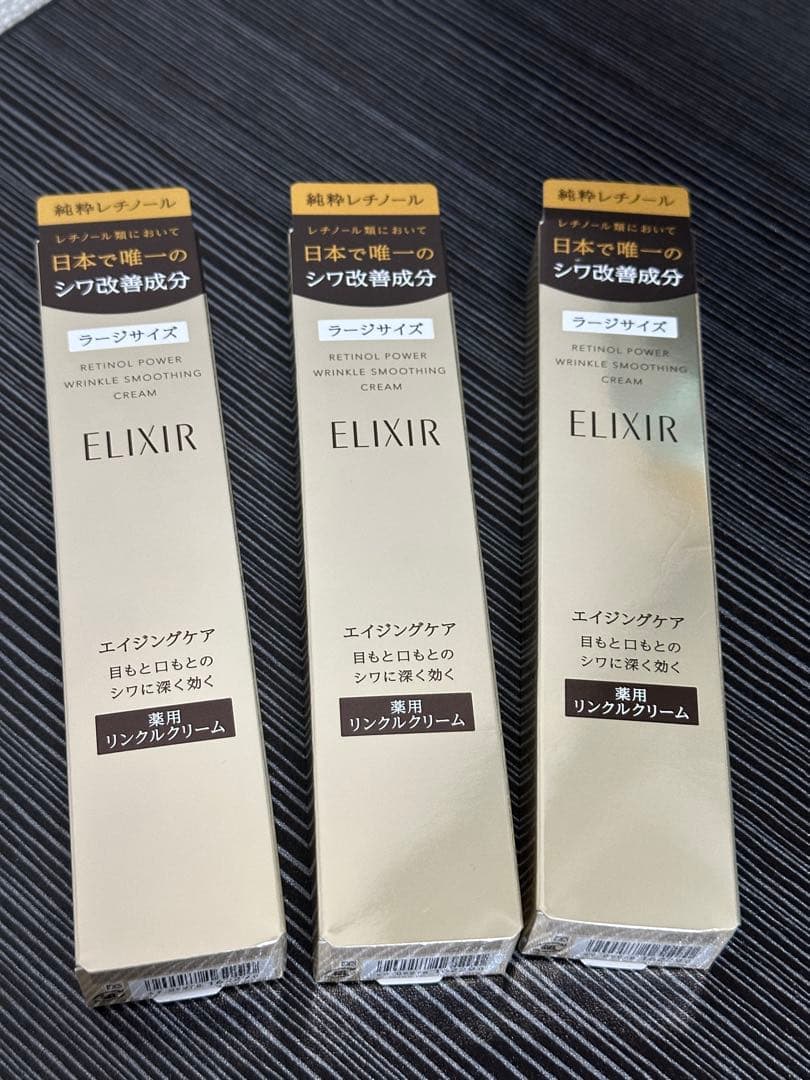 純粋レチノール
レチノール類において
日本で唯一の
シワ改善成分
ラージサイズ
RETINOL POWER
WRINKLE SMOOTHING
CREAM
ELIXIR
エイジングケア
目もと口もとの
シワに深く効く
薬用
リンクルクリーム
純粋レチノール
レチノール類において
日本で唯一の
シワ改善成分
ラージサイズ
RETINOL POWER
WRINKLE SMOOTHING
CREAM
ELIXIR
エイジングケア
目もと口もとの
シワに深く効く
薬用
リンクルクリーム
純粋レチノール
レチノール類において
日本で唯一の
シワ改善成分
ラージサイズ
RETINOL POWER
WRINKLE SMOOTHING
CREAM
ELIXIR
エイジングケア
目もと口もとの
シワに深く効く
薬用
リンクルクリーム